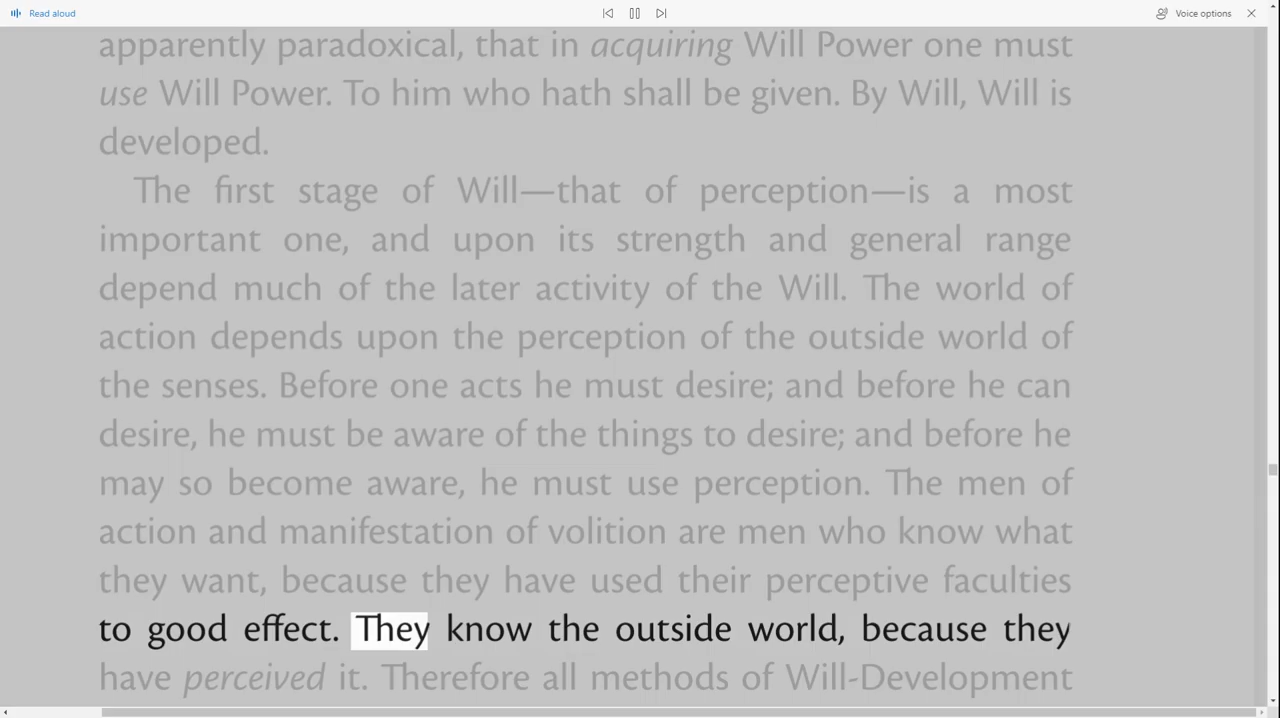 Read aloud
Voice options
apparently paradoxical, that in acquiring Will Power one must
use Will Power. To him who hath shall be given. By Will, Will is
developed.
The first stage of Will—that of perception—is a most
important one, and upon its strength and general range
depend much of the later activity of the Will. The world of
action depends upon the perception of the outside world of
the senses. Before one acts he must desire; and before he can
desire, he must be aware of the things to desire; and before he
may so become aware, he must use perception. The men of
action and manifestation of volition are men who know what
they want, because they have used their perceptive faculties
to good effect. They know the outside world, because they
have perceived it. Therefore all methods of Will-Development